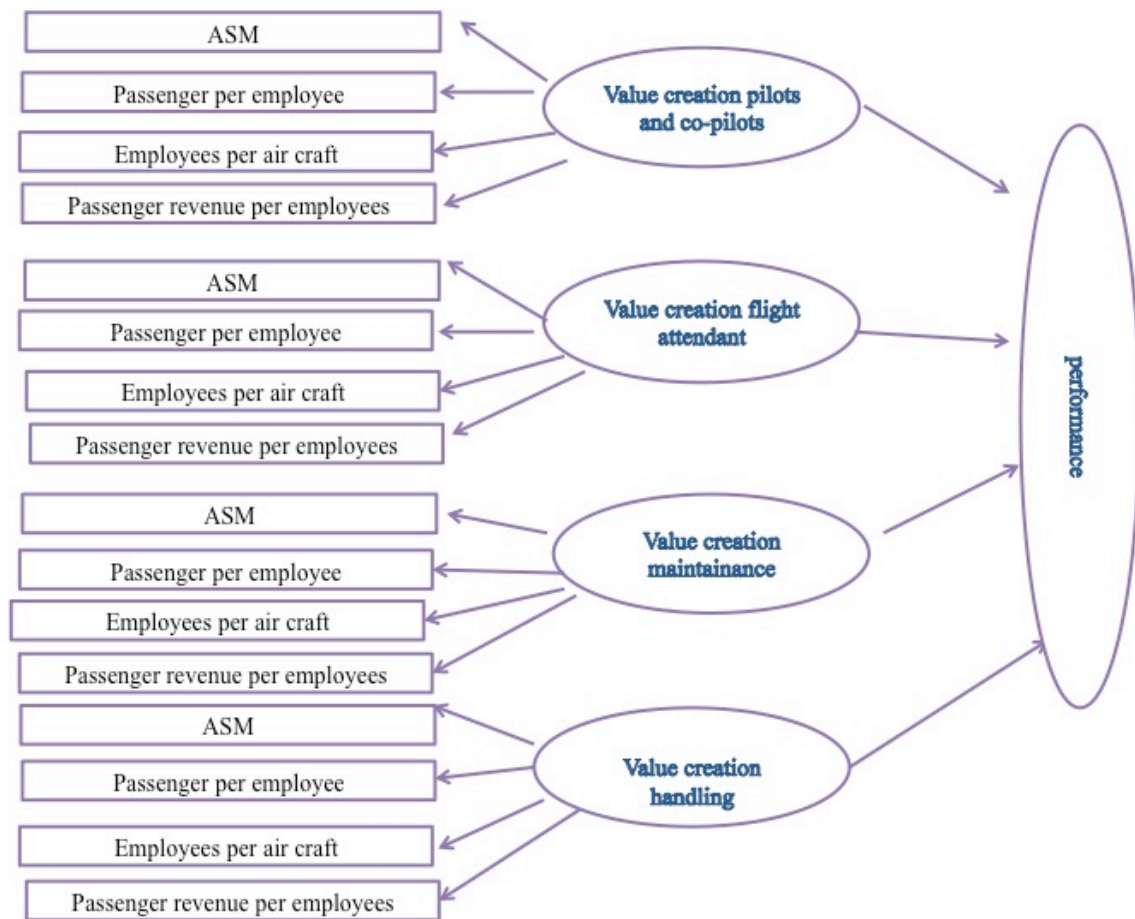 ASM
Passenger per employee
Employees per air craft
Passenger revenue per employees
Value creation pilots
and co-pilots
ASM
Passenger per employee
Employees per air craft
Passenger revenue per employees
Value creation flight
attendant
ASM
Passenger per employee
Employees per air craft
Passenger revenue per employees
Value creation
maintainance
ASM
Passenger per employee
Employees per air craft
Passenger revenue per employees
Value creation
handling
performance